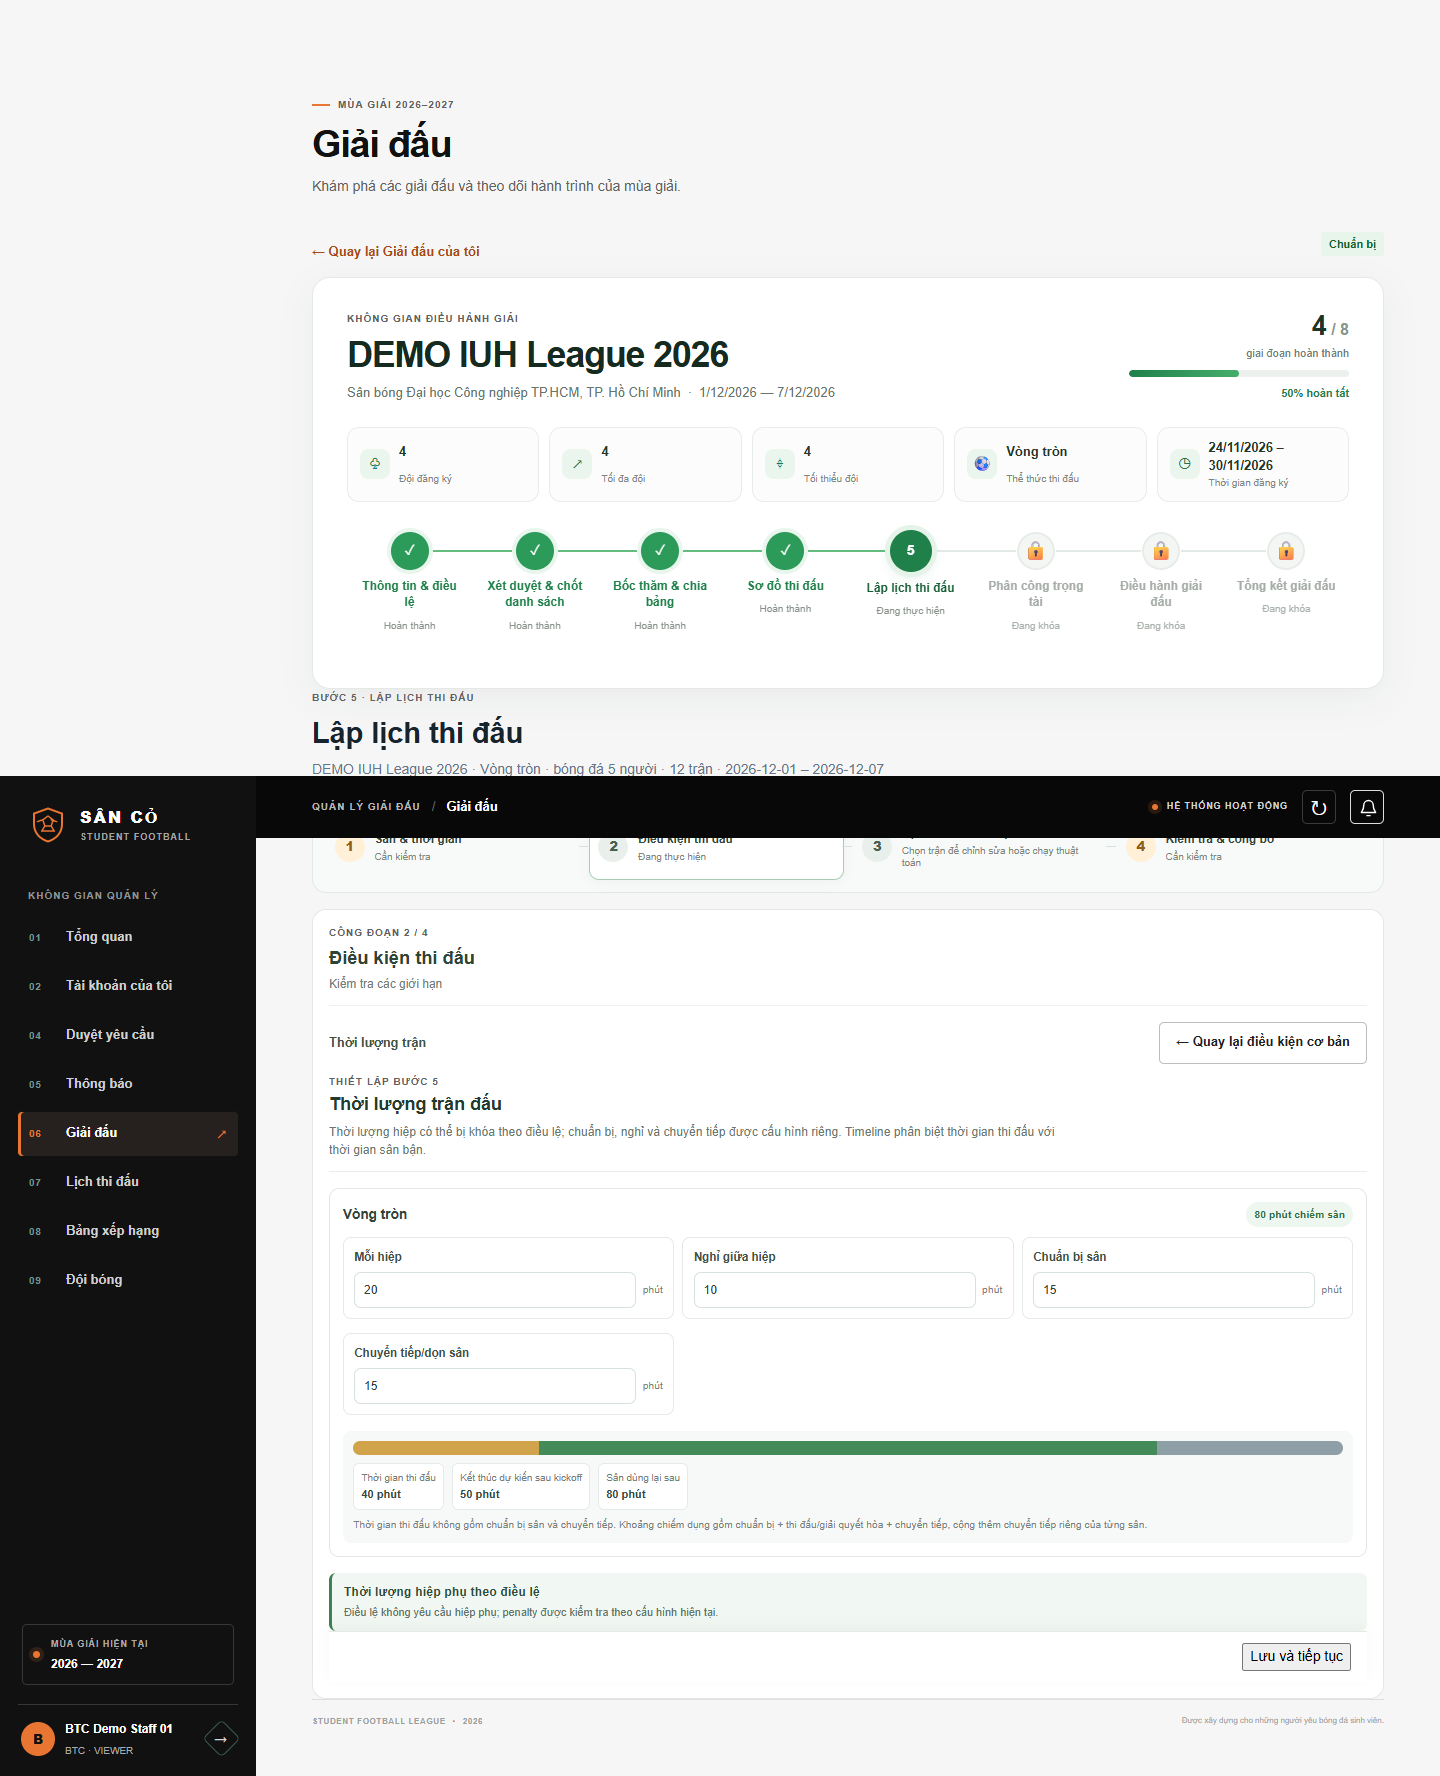 MÙA GIẢI 2026–2027
Giải đấu
Khám phá các giải đấu và theo dõi hành trình của mùa giải.
← Quay lại Giải đấu của tôi
Chuẩn bị
KHÔNG GIAN ĐIỀU HÀNH GIẢI
DEMO IUH League 2026
Sân bóng Đại học Công nghiệp TP.HCM, TP. Hồ Chí Minh · 1/12/2026 — 7/12/2026
4 / 8
giai đoạn hoàn thành
50% hoàn tất
4
Đội đăng ký
4
Tối đa đội
4
Tối thiểu đội
Vòng tròn
Thể thức thi đấu
24/11/2026 –
30/11/2026
Thời gian đăng ký
✓
Thông tin & điều
lệ
Hoàn thành
✓
Xét duyệt & chốt
danh sách
Hoàn thành
✓
Bốc thăm & chia
bảng
Hoàn thành
✓
Sơ đồ thi đấu
Hoàn thành
5
Lập lịch thi đấu
Đang thực hiện
Phân công trọng
tài
Đang khóa
Điều hành giải
đấu
Đang khóa
Tổng kết giải đấu
Đang khóa
BƯỚC 5 · LẬP LỊCH THI ĐẤU
Lập lịch thi đấu
DEMO IUH League 2026 · Vòng tròn · bóng đá 5 người · 12 trận · 2026-12-01 – 2026-12-07
SÂN CỎ
STUDENT FOOTBALL
QUẢN LÝ GIẢI ĐẤU / Giải đấu
HỆ THỐNG HOẠT ĐỘNG
KHÔNG GIAN QUẢN LÝ
01 Tổng quan
02 Tài khoản của tôi
04 Duyệt yêu cầu
05 Thông báo
06 Giải đấu ↗
07 Lịch thi đấu
08 Bảng xếp hạng
09 Đội bóng
MÙA GIẢI HIỆN TẠI
2026 — 2027
B
BTC Demo Staff 01
BTC · VIEWER
1 Sân & thời gian
Cần kiểm tra
2 Điều kiện thi đấu
Đang thực hiện
3
Chọn trận để chỉnh sửa hoặc chạy thuật
toán
4 Kiểm tra & công bố
Cần kiểm tra
CÔNG ĐOẠN 2 / 4
Điều kiện thi đấu
Kiểm tra các giới hạn
Thời lượng trận
← Quay lại điều kiện cơ bản
THIẾT LẬP BƯỚC 5
Thời lượng trận đấu
Thời lượng hiệp có thể bị khóa theo điều lệ; chuẩn bị, nghỉ và chuyển tiếp được cấu hình riêng. Timeline phân biệt thời gian thi đấu với
thời gian sân bận.
Vòng tròn
80 phút chiếm sân
Mỗi hiệp
20 phút
Nghỉ giữa hiệp
10 phút
Chuẩn bị sân
15 phút
Chuyển tiếp/dọn sân
15 phút
Thời gian thi đấu
40 phút
Kết thúc dự kiến sau kickoff
50 phút
Sân dùng lại sau
80 phút
Thời gian thi đấu không gồm chuẩn bị sân và chuyển tiếp. Khoảng chiếm dụng gồm chuẩn bị + thi đấu/giải quyết hòa + chuyển tiếp, cộng thêm chuyển tiếp riêng của từng sân.
Thời lượng hiệp phụ theo điều lệ
Điều lệ không yêu cầu hiệp phụ; penalty được kiểm tra theo cấu hình hiện tại.
Lưu và tiếp tục
STUDENT FOOTBALL LEAGUE • 2026
Được xây dựng cho những người yêu bóng đá sinh viên.